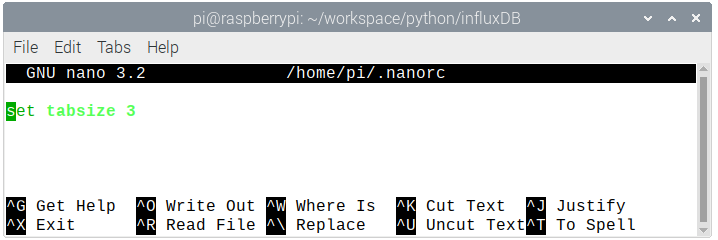 pi@raspberrypi: ~/workspace/python/influxDB
File Edit Tabs Help
GNU nano 3.2 /home/pi/.nanorc
set tabsize 3
^G Get Help ^O Write Out ^W Where Is ^K Cut Text ^J Justify
^X Exit ^R Read File ^\ Replace ^U Uncut Text ^T To Spell